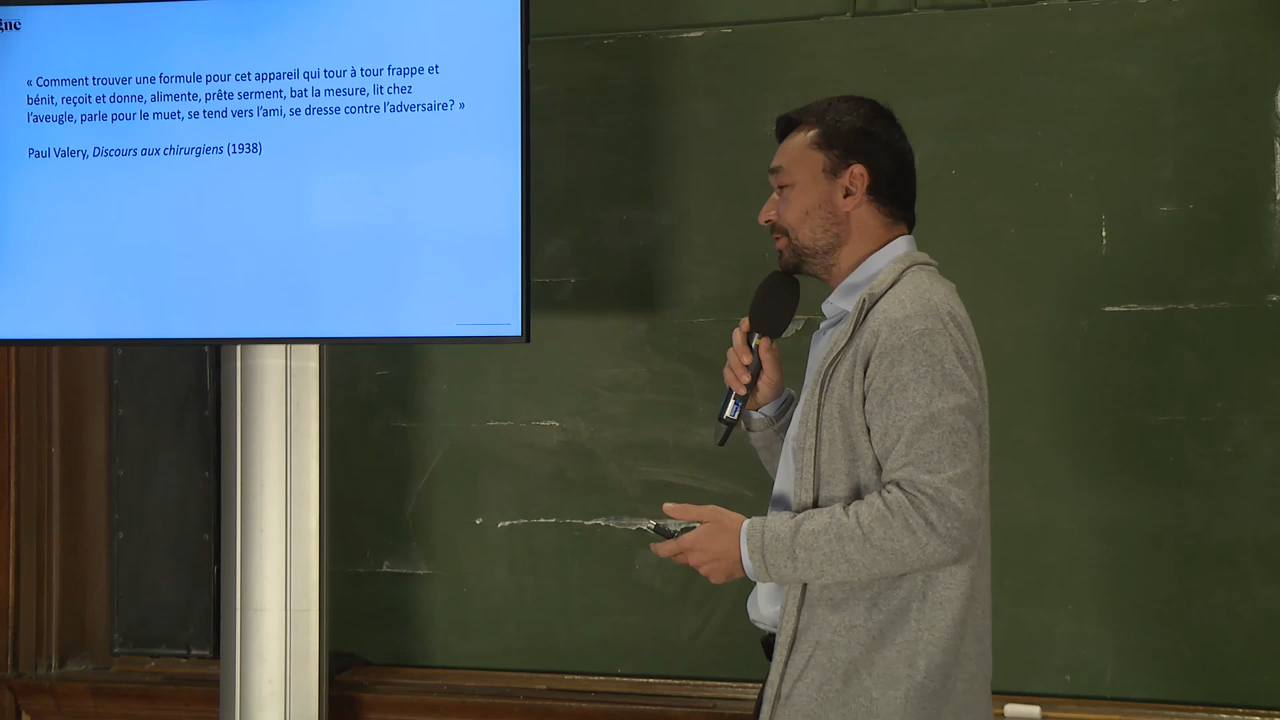 gne
« Comment trouver une formule pour cet appareil qui tour à tour frappe et
bénit, reçoit et donne, alimente, prête serment, bat la mesure, lit chez
l'aveugle, parle pour le muet, se tend vers l'ami, se dresse contre l'adversaire? »
Paul Valery, Discours aux chirurgiens (1938)